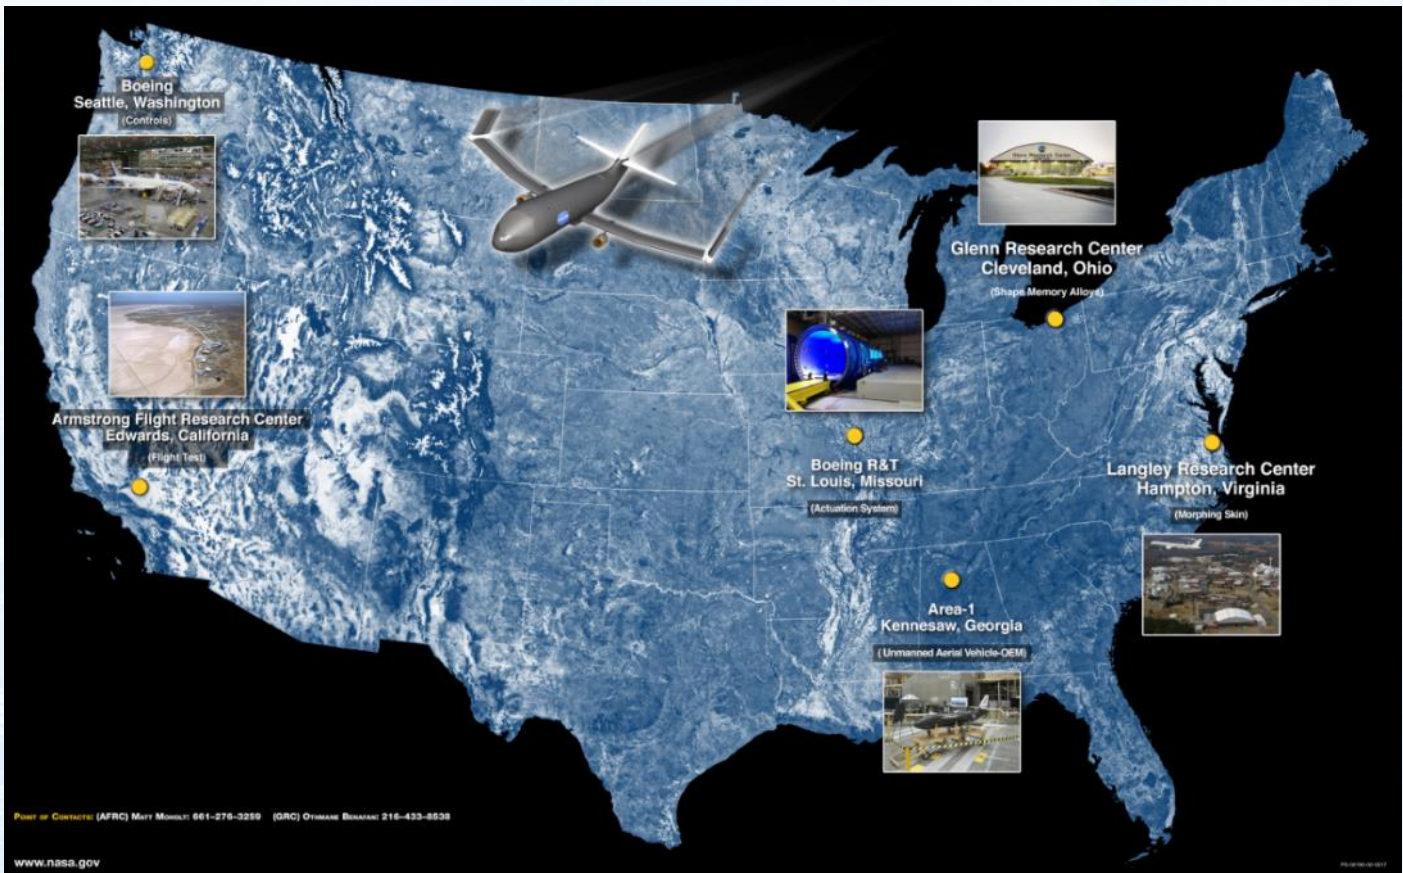 Boeing
Seattle, Washington
(Controls)
Glenn Research Center
Glenn Research Center
Cleveland, Ohio
(Shape Memory Alloys)
Armstrong Flight Research Center
Edwards, California
(Flight Test)
Boeing R&T
St. Louis, Missouri
(Actuation System)
Langley Research Center
Hampton, Virginia
(Morphing Skin)
Area-1
Kennesaw, Georgia
( Unmanned Aerial Vehicle-OEM)
Point of Contacts: (AFRC) Matt Moholt: 661-276-3259 (GRC) Othmane Benafan: 216-433-8538
www.nasa.gov